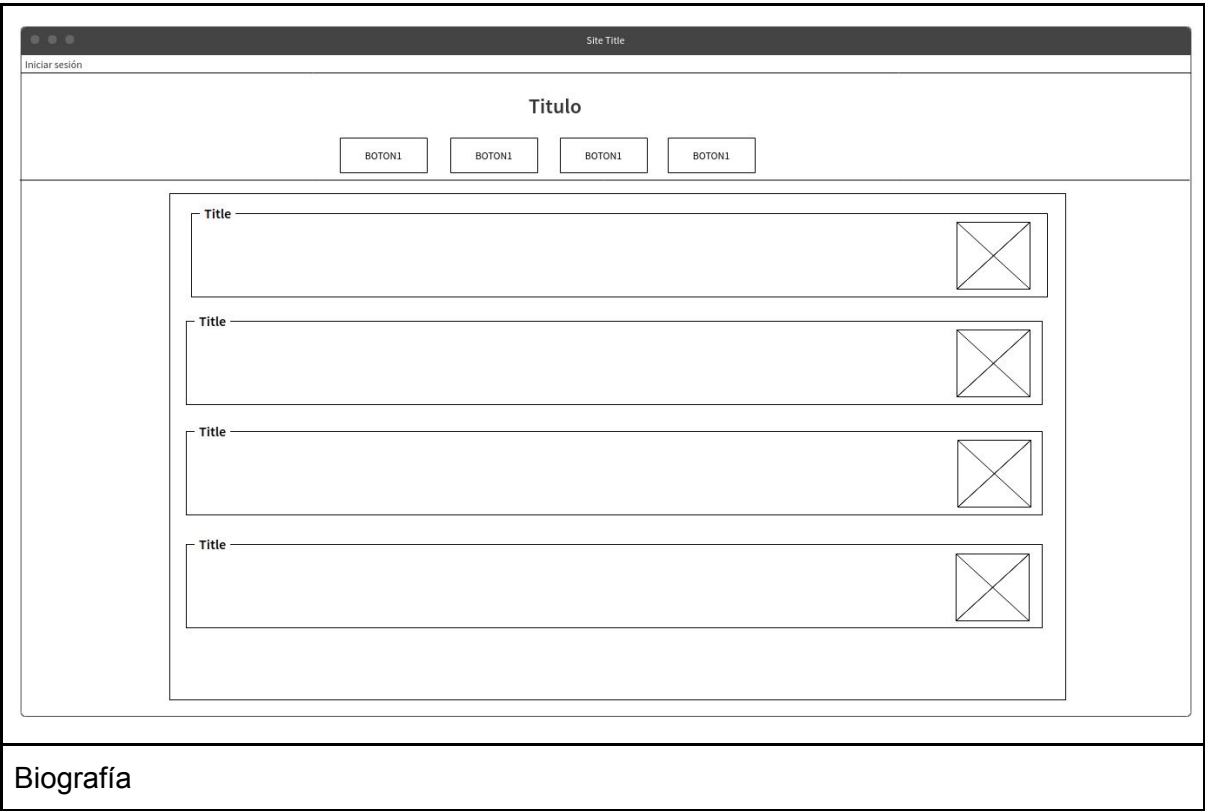 Site Title
Iniciar sesión
Titulo
BOTON1 BOTON1 BOTON1 BOTON1
Title
Title
Title
Title
Biografía